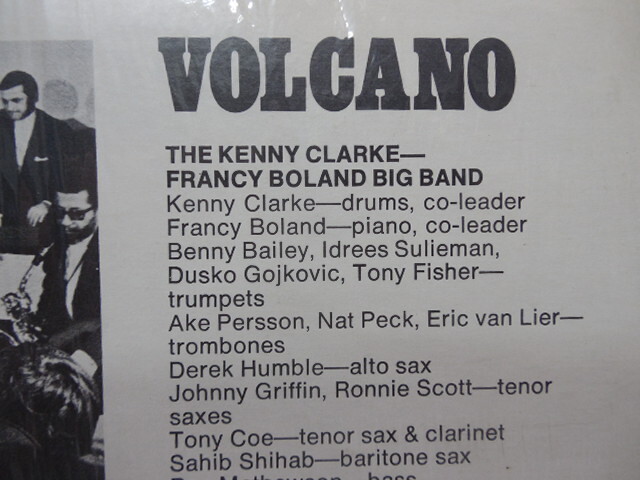 VOLCANO
THE KENNY CLARKE—
FRANCY BOLAND BIG BAND
Kenny Clarke—drums, co-leader
Francy Boland—piano, co-leader
Benny Bailey, Idrees Sulieman,
Dusko Gojkovic, Tony Fisher—
trumpets
Ake Persson, Nat Peck, Eric van Lier—
trombones
Derek Humble—alto sax
Johnny Griffin, Ronnie Scott—tenor
saxes
Tony Coe—tenor sax & clarinet
Sahib Shihab—baritone sax